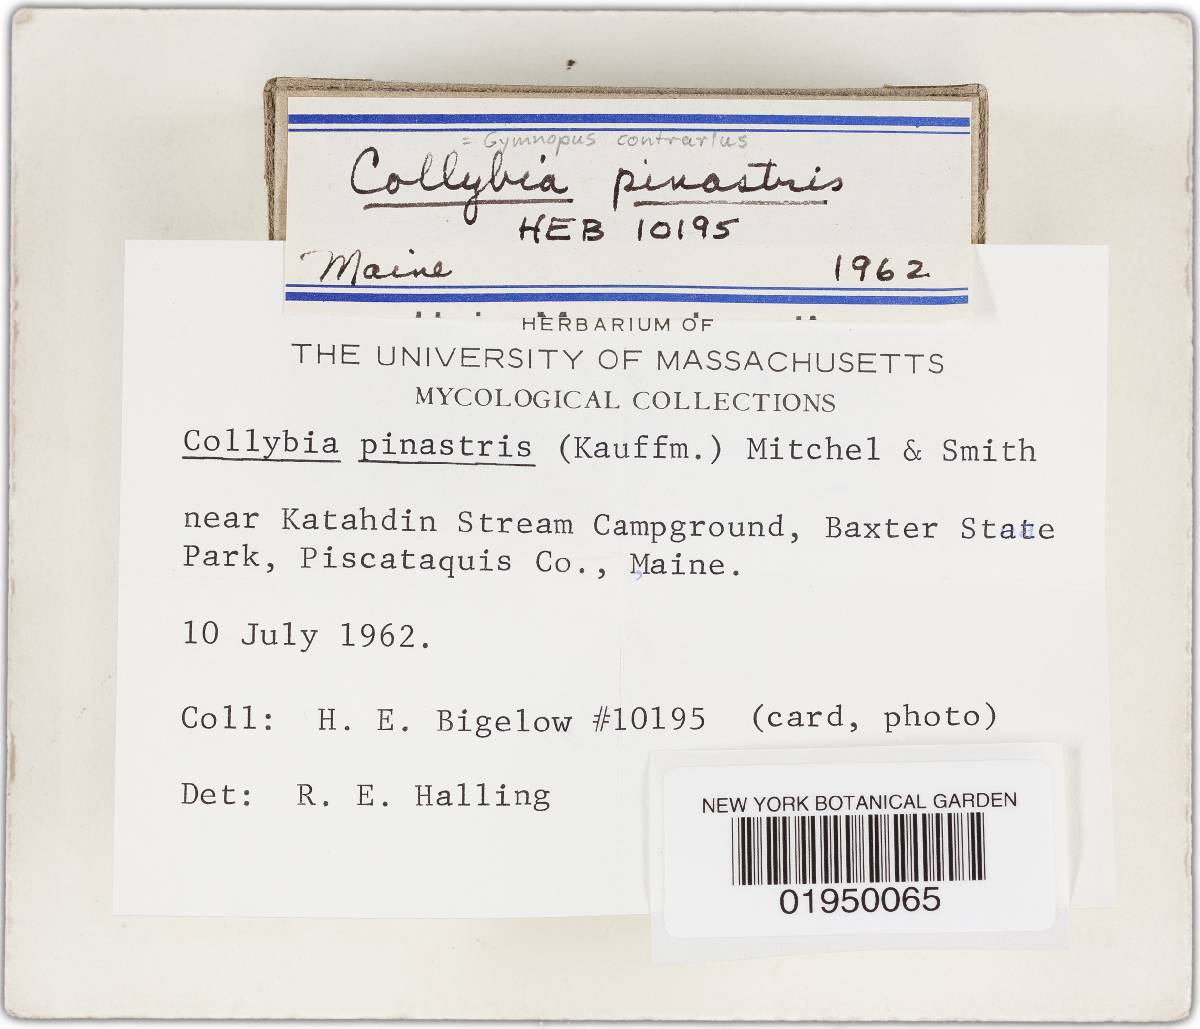 = Gymnopus contrarius
Collybia pinastris
HEB 10195
Maine 1962
HERBARIUM OF
THE UNIVERSITY OF MASSACHUSETTS
MYCOLOGICAL COLLECTIONS
Collybia pinastris (Kauffm.) Mitchel & Smith
near Katahdin Stream Campground, Baxter State
Park, Piscataquis Co., Maine.
10 July 1962.
Coll: H. E. Bigelow #10195 (card, photo)
Det: R. E. Halling
NEW YORK BOTANICAL GARDEN
01950065